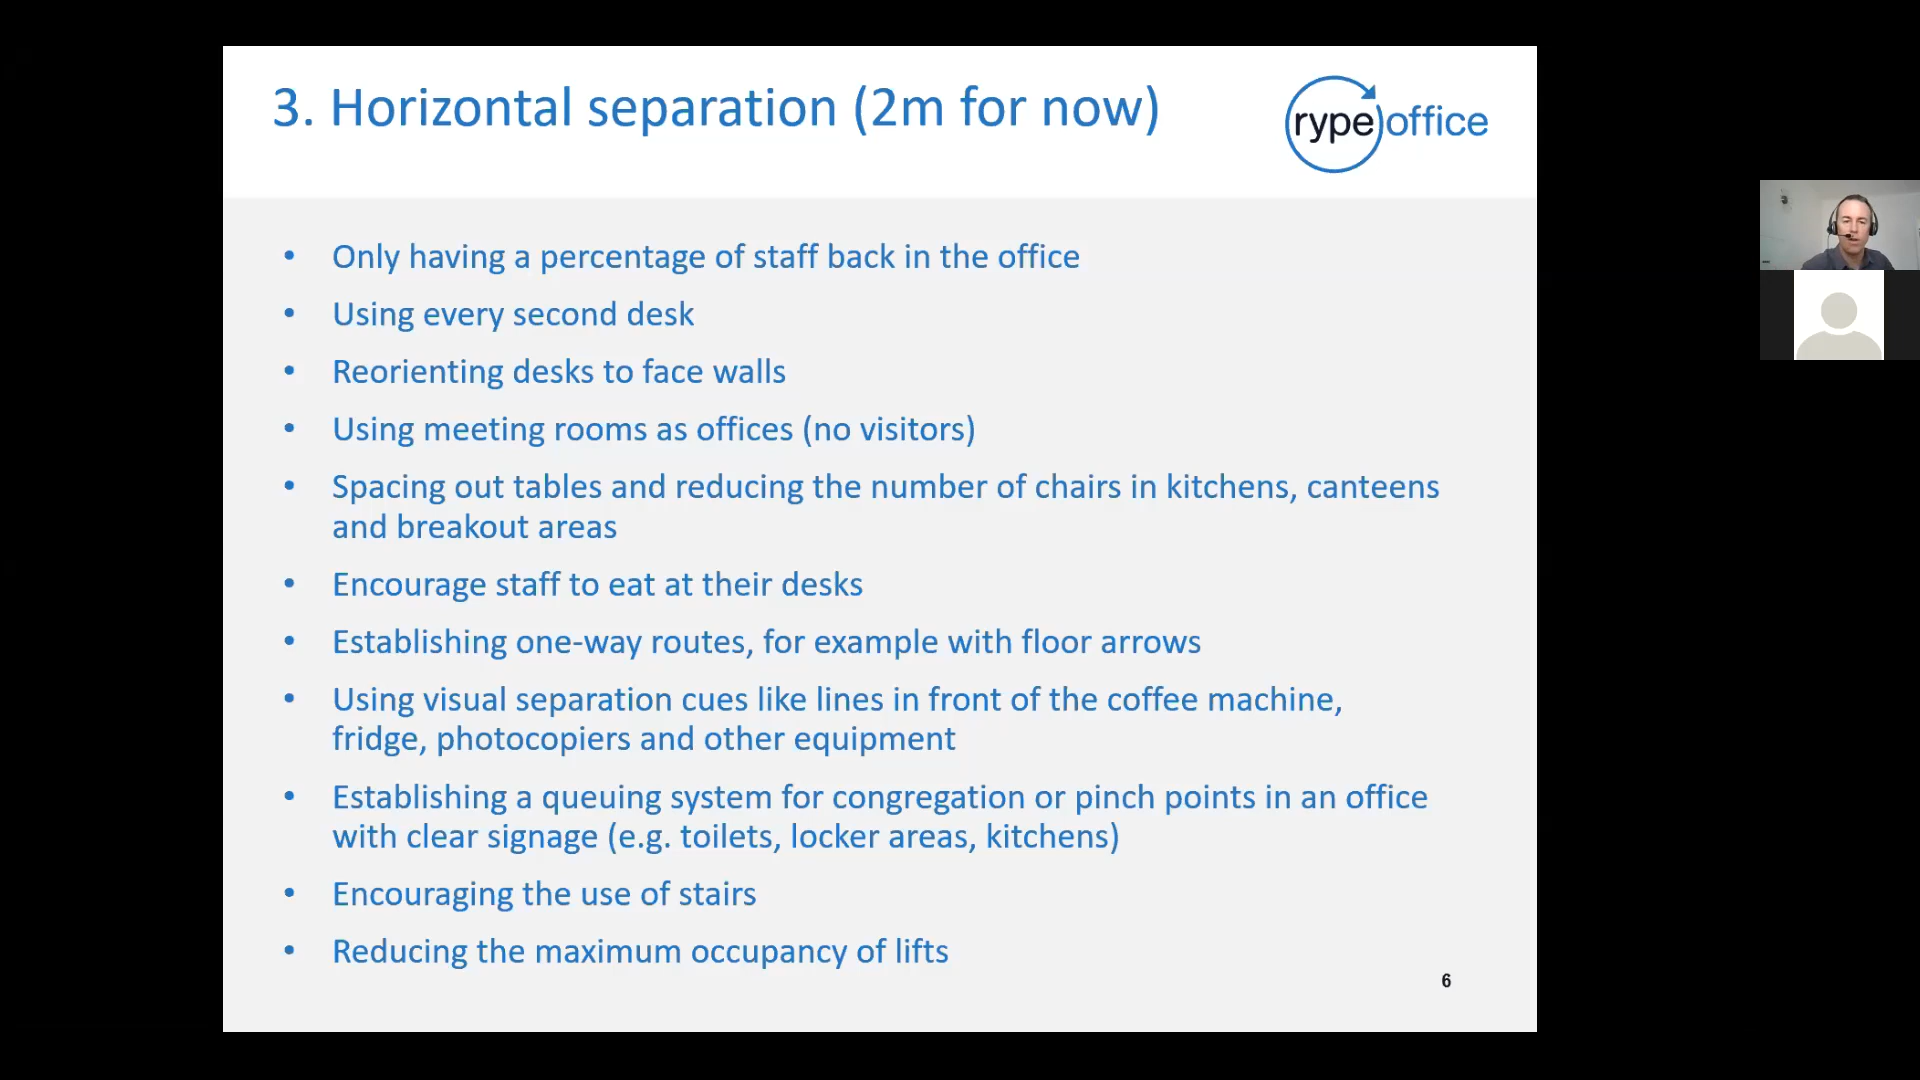 3. Horizontal separation (2m for now)
rype office
• Only having a percentage of staff back in the office
• Using every second desk
• Reorienting desks to face walls
• Using meeting rooms as offices (no visitors)
• Spacing out tables and reducing the number of chairs in kitchens, canteens
and breakout areas
• Encourage staff to eat at their desks
• Establishing one-way routes, for example with floor arrows
• Using visual separation cues like lines in front of the coffee machine,
fridge, photocopiers and other equipment
• Establishing a queuing system for congregation or pinch points in an office
with clear signage (e.g. toilets, locker areas, kitchens)
• Encouraging the use of stairs
• Reducing the maximum occupancy of lifts
6